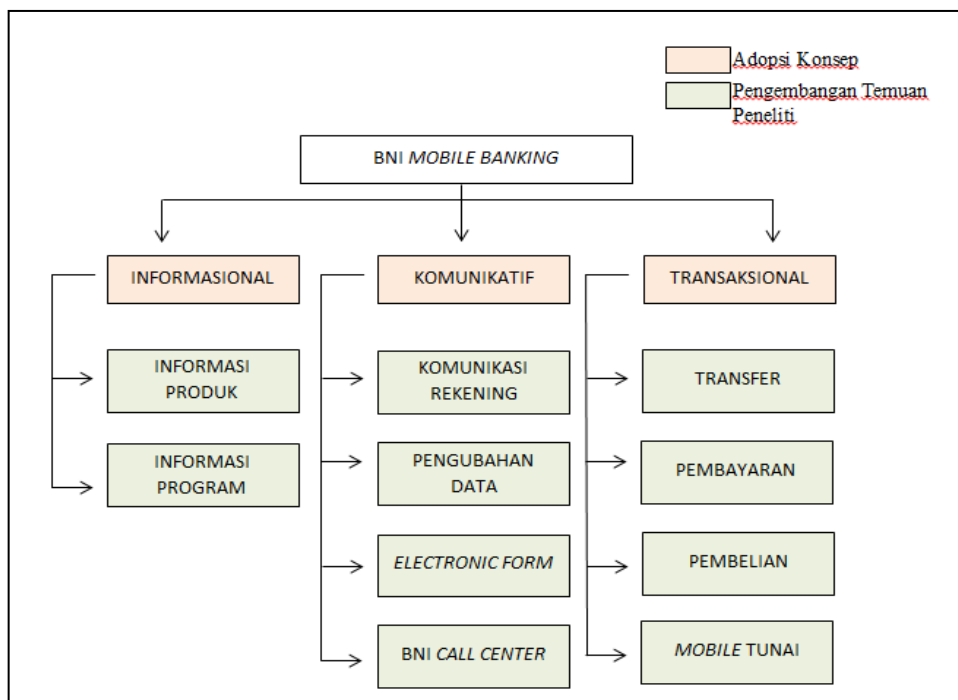 Adopsi Konsep
Pengembangan Temuan
Peneliti
BNI MOBILE BANKING
INFORMASIONAL
KOMUNIKATIF
TRANSAKSIONAL
INFORMASI
PRODUK
KOMUNIKASI
REKENING
TRANSFER
INFORMASI
PROGRAM
PENGUBAHAN
DATA
PEMBAYARAN
ELECTRONIC FORM
PEMBELIAN
BNI CALL CENTER
MOBILE TUNAI